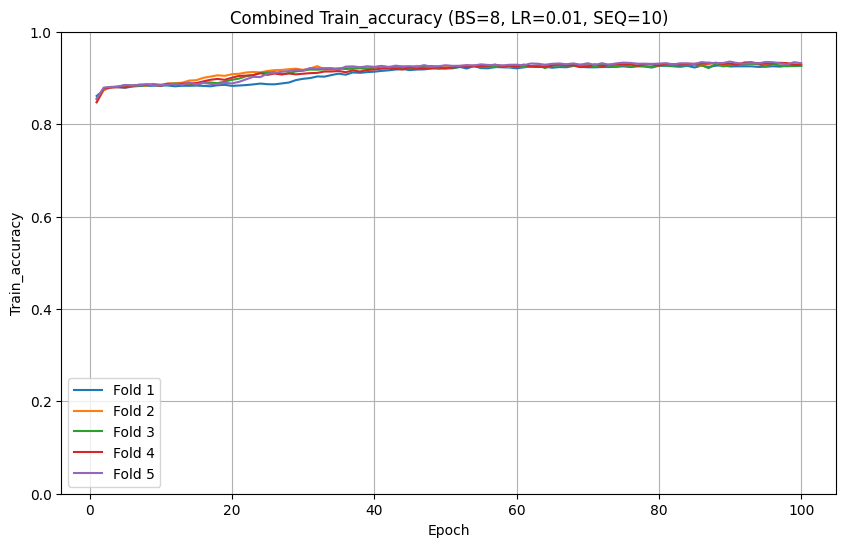 Combined Train_accuracy (BS=8, LR=0.01, SEQ=10)
Train_accuracy
1.0
0.8
0.6
0.4
0.2
0.0
Fold 1
Fold 2
Fold 3
Fold 4
Fold 5
0
20
40
60
80
100
Epoch